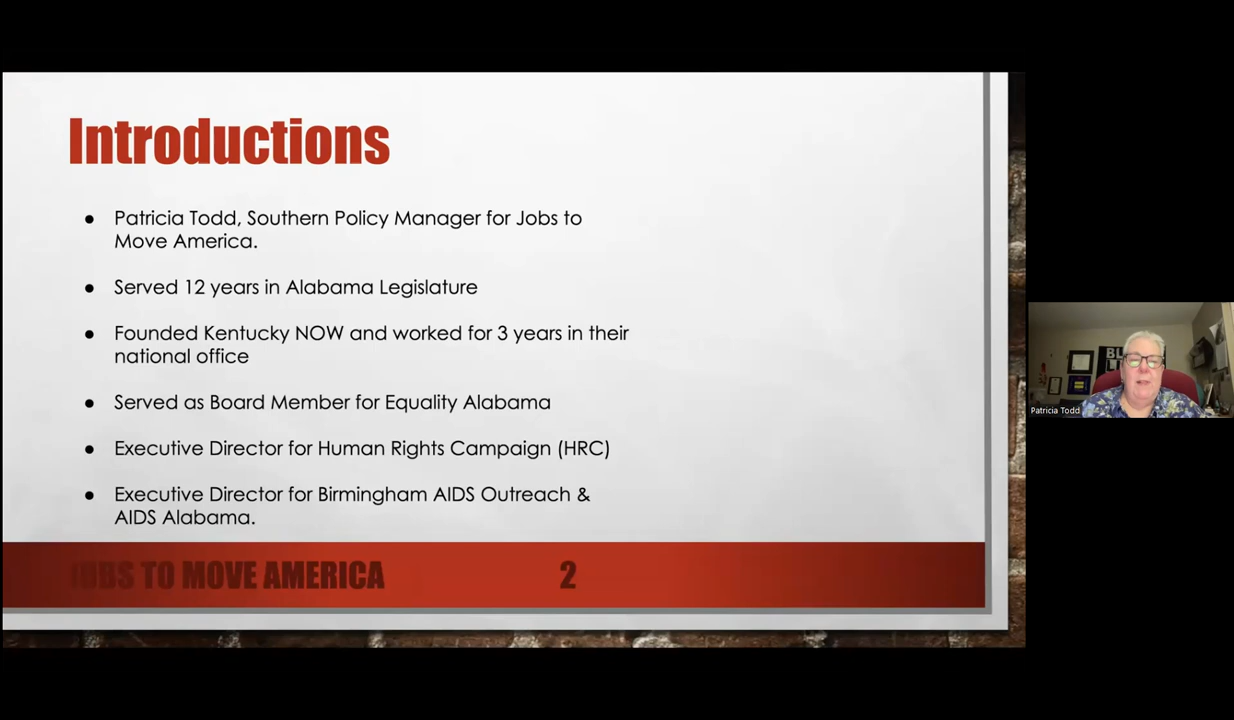 Introductions
● Patricia Todd, Southern Policy Manager for Jobs to
Move America.
● Served 12 years in Alabama Legislature
● Founded Kentucky NOW and worked for 3 years in their
national office
● Served as Board Member for Equality Alabama
● Executive Director for Human Rights Campaign (HRC)
● Executive Director for Birmingham AIDS Outreach &
AIDS Alabama.
JOBS TO MOVE AMERICA
2
Patricia Todd